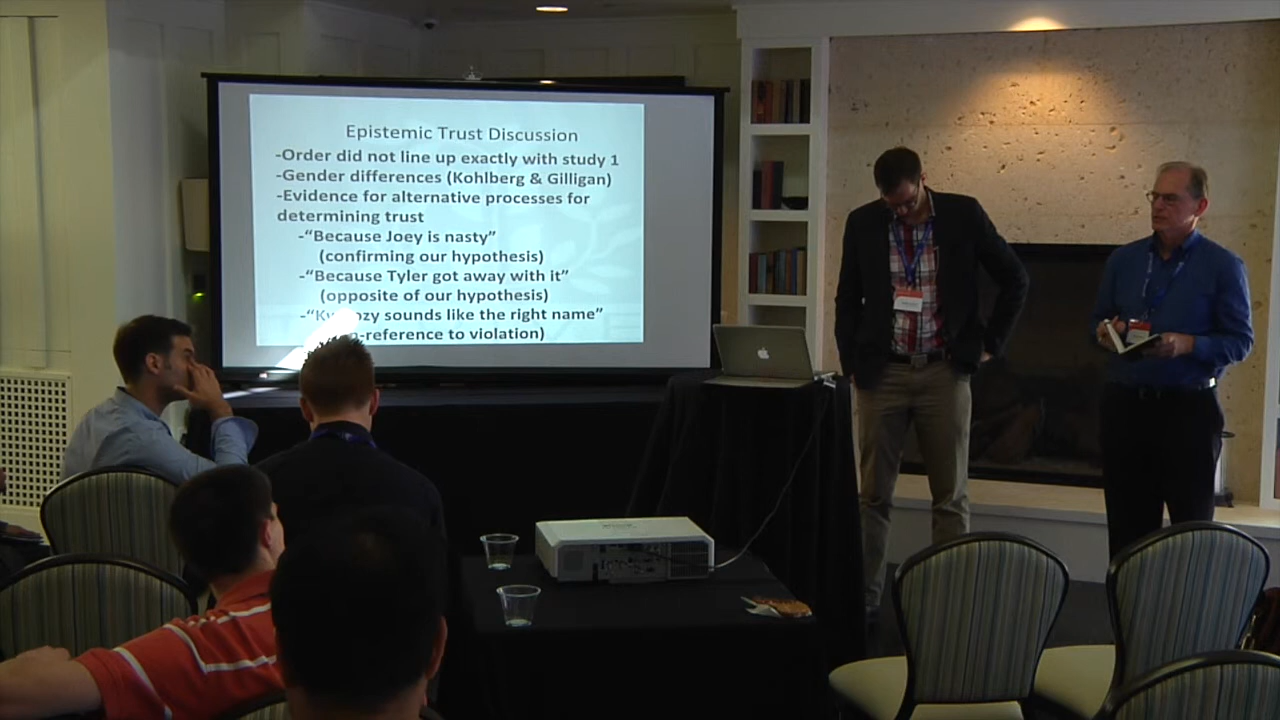 Epistemic Trust Discussion
-Order did not line up exactly with study 1
-Gender differences (Kohlberg & Gilligan)
-Evidence for alternative processes for
determining trust
-“Because Joey is nasty”
(confirming our hypothesis)
-“Because Tyler got away with it”
(opposite of our hypothesis)
sounds like the right name”
violation)